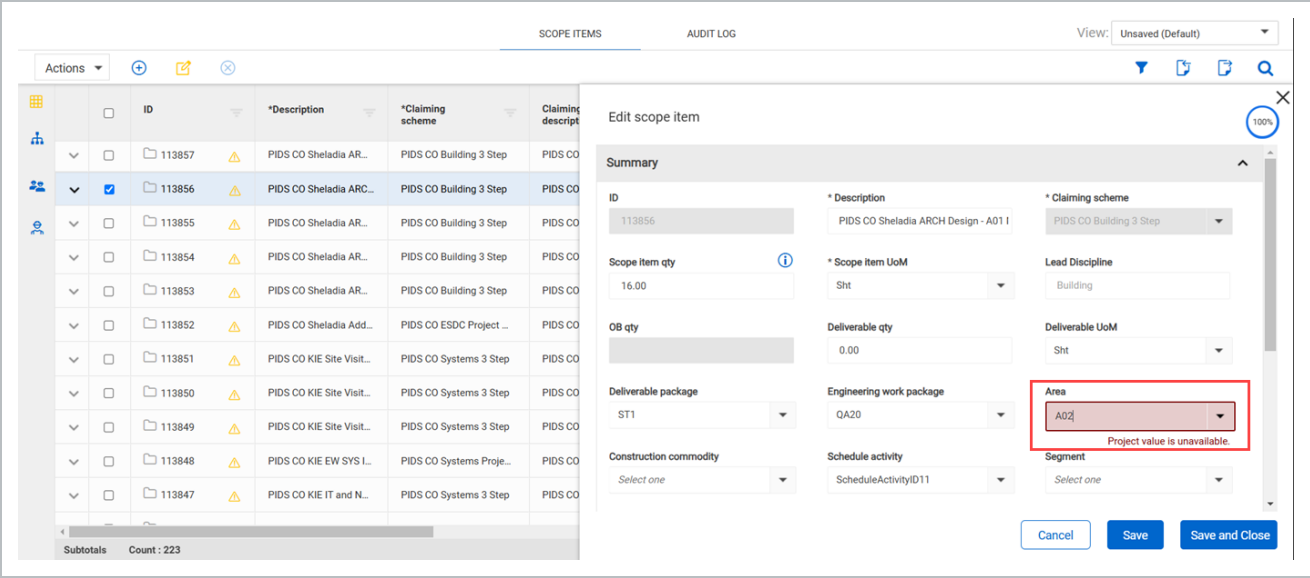 SCOPE ITEMS AUDIT LOG View: Unsaved (Default)
Actions
ID *Description *Claiming scheme Claiming descript
113857 PIDS CO Sheladia AR... PIDS CO Building 3 Step PIDS CO
113856 PIDS CO Sheladia ARC... PIDS CO Building 3 Step PIDS CO
113855 PIDS CO Sheladia AR... PIDS CO Building 3 Step PIDS CO
113854 PIDS CO Sheladia AR... PIDS CO Building 3 Step PIDS CO
113853 PIDS CO Sheladia AR... PIDS CO Building 3 Step PIDS CO
113852 PIDS CO Sheladia Add... PIDS CO ESDC Project ... PIDS CO
113851 PIDS CO KIE Site Visit... PIDS CO Systems 3 Step PIDS CO
113850 PIDS CO KIE Site Visit... PIDS CO Systems 3 Step PIDS CO
113849 PIDS CO KIE Site Visit... PIDS CO Systems 3 Step PIDS CO
113848 PIDS CO KIE EW SYS I... PIDS CO Systems Proje... PIDS CO
113847 PIDS CO KIE IT and N... PIDS CO Systems 3 Step PIDS CO
Subtotals Count : 223
Edit scope item
100%
Summary
ID * Description * Claiming scheme
113856 PIDS CO Sheladia ARCH Design - A01 PIDS CO Building 3 Step
Scope item qty * Scope item UoM Lead Discipline
16.00 Sht Building
OB qty Deliverable qty Deliverable UoM
0.00 Sht
Deliverable package Engineering work package Area
ST1 QA20 A02
Project value is unavailable.
Construction commodity Schedule activity Segment
Select one ScheduleActivityID11 Select one
Cancel Save Save and Close